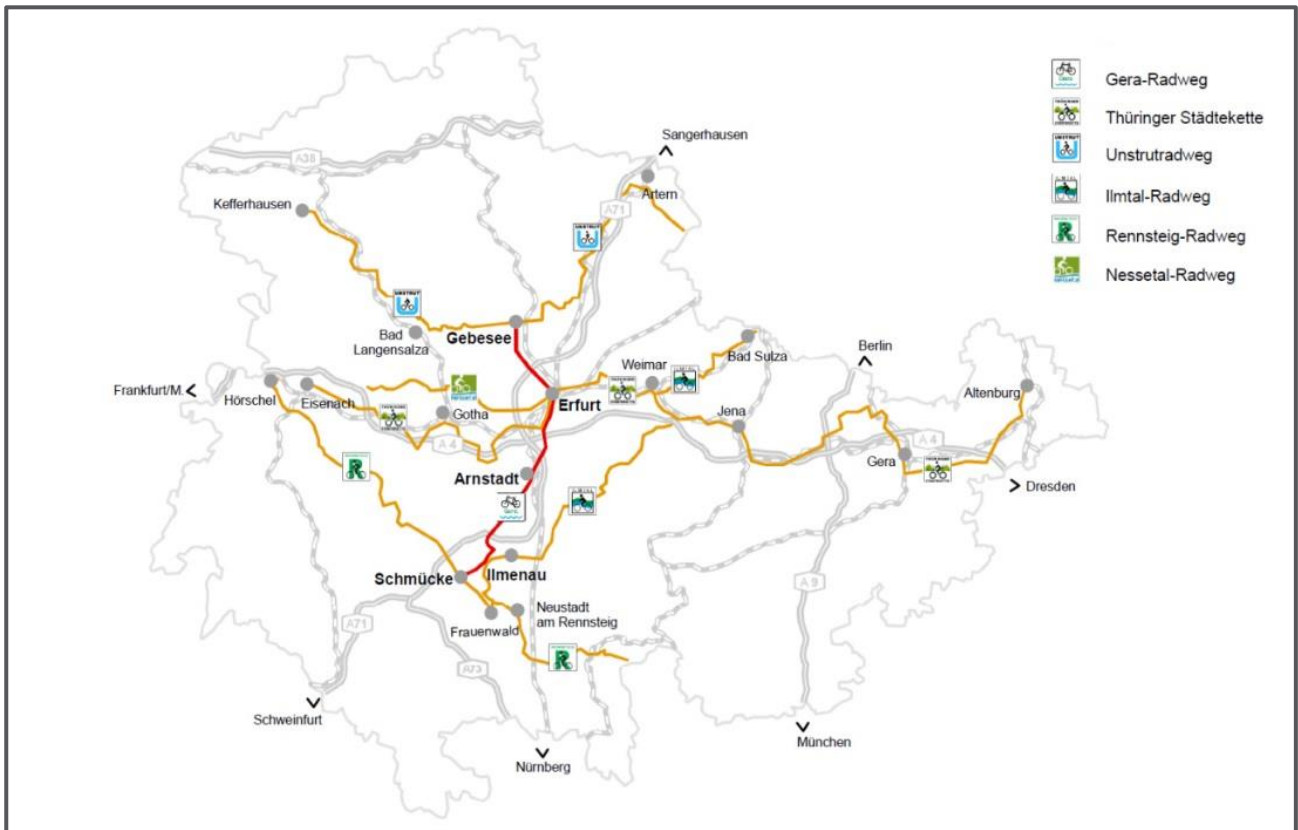 Gera-Radweg
Thüringer Städtekette
Unstrutradweg
Ilmtal-Radweg
Rennsteig-Radweg
Nessetal-Radweg
Sangerhausen
A38
Artern
Kefferhausen
A71
UNSTRUT
UNSTRUT
Bad
Langensalza
Gebesee
Berlin
Weimar
Bad Sulza
Frankfurt/M.
Hörschel
Eisenach
Gotha
Erfurt
Jena
Altenburg
A 4
Gera
A 4
Dresden
Arnstadt
Schmücke
Ilmenau
A 9
Frauenwald
Neustadt
am Rennsteig
A71
A73
R
R
Schweinfurt
München
Nürnberg